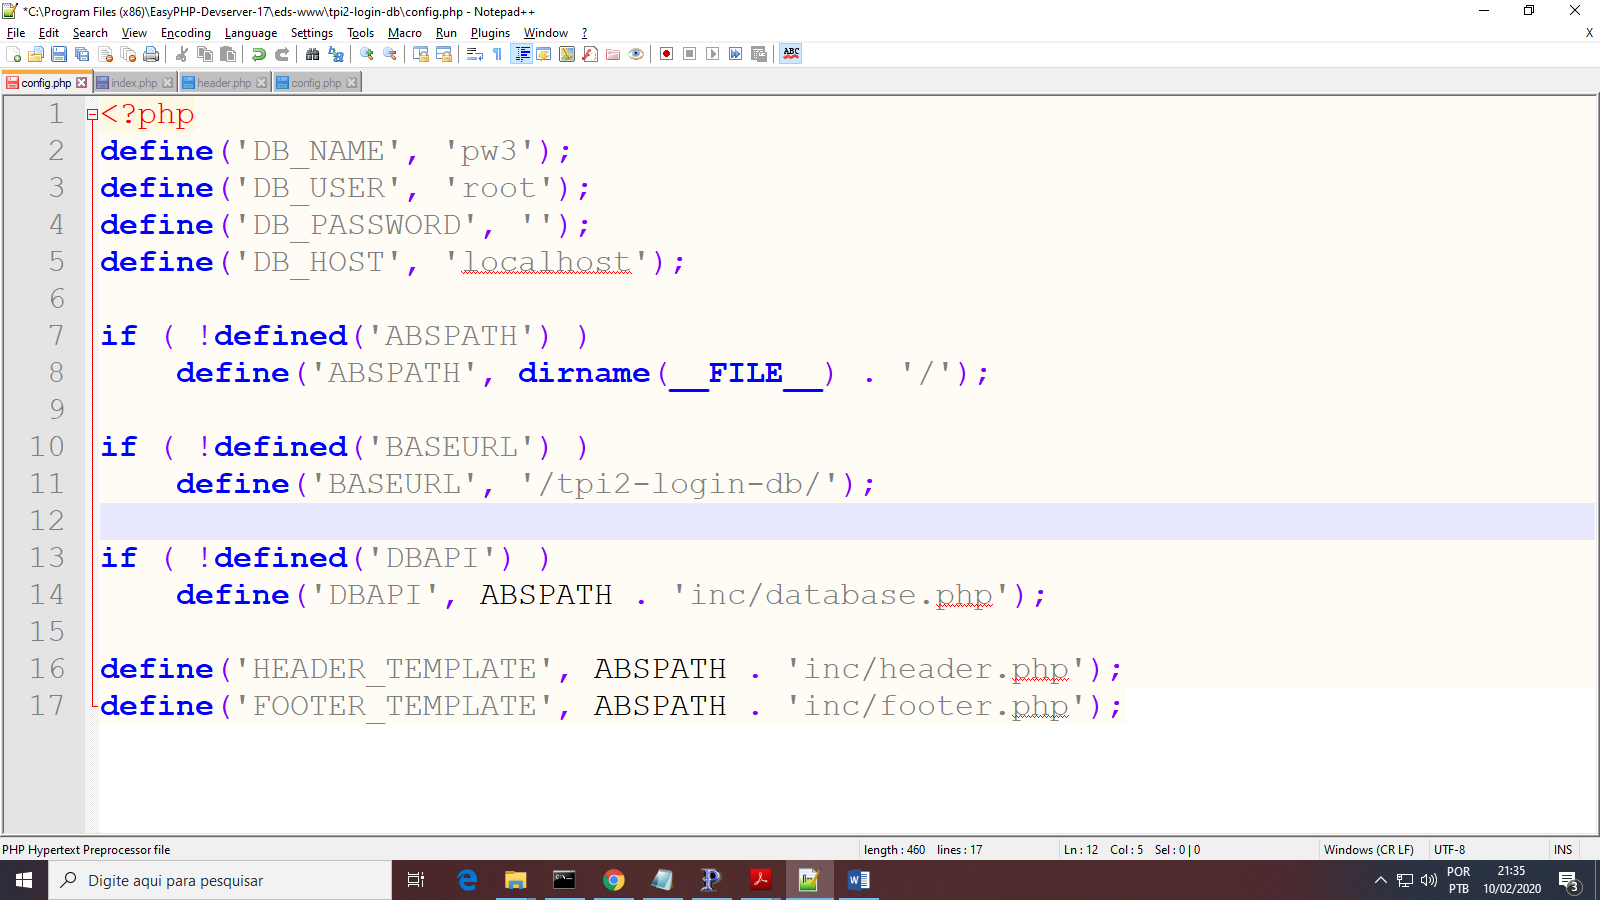 *C:\Program Files (x86)\EasyPHP-Devserver-17\eds-www\tpi2-login-db\config.php - Notepad++
File Edit Search View Encoding Language Settings Tools Macro Run Plugins Window ? X
ABC
config.php index.php header.php config.php
1 <?php
2 define('DB_NAME', 'pw3');
3 define('DB_USER', 'root');
4 define('DB_PASSWORD', '');
5 define('DB_HOST', 'localhost');
6
7 if ( !defined('ABSPATH') )
8     define('ABSPATH', dirname(__FILE__) . '/');
9
10 if ( !defined('BASEURL') )
11     define('BASEURL', '/tpi2-login-db/');
12
13 if ( !defined('DBAPI') )
14     define('DBAPI', ABSPATH . 'inc/database.php');
15
16 define('HEADER_TEMPLATE', ABSPATH . 'inc/header.php');
17 define('FOOTER_TEMPLATE', ABSPATH . 'inc/footer.php');
PHP Hypertext Preprocessor file length : 460 lines : 17 Ln : 12 Col : 5 Sel : 0 | 0 Windows (CR LF) UTF-8 INS
Digite aqui para pesquisar
POR 21:35
PTB 10/02/2020 3